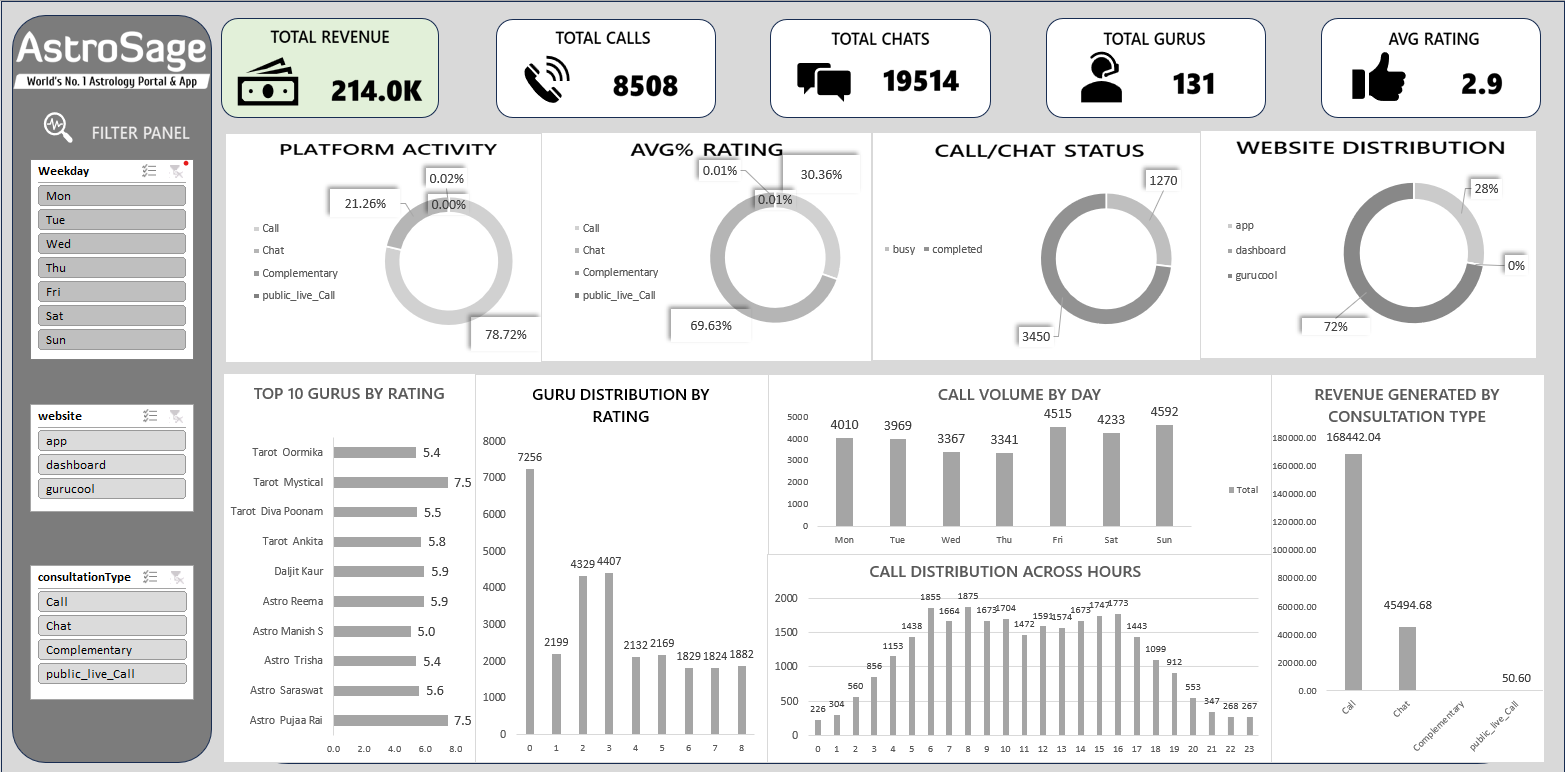 AstroSage
World's No. 1 Astrology Portal & App
FILTER PANEL
Weekday
Mon
Tue
Wed
Thu
Fri
Sat
Sun
website
app
dashboard
gurucool
consultationType
Call
Chat
Complementary
public_live_Call
TOTAL REVENUE
214.0K
TOTAL CALLS
8508
TOTAL CHATS
19514
TOTAL GURUS
131
AVG RATING
2.9
PLATFORM ACTIVITY
0.02%
21.26%
0.00%
Call
Chat
Complementary
public_live_Call
78.72%
AVG% RATING
0.01%
30.36%
0.01%
Call
Chat
Complementary
public_live_Call
69.63%
CALL/CHAT STATUS
1270
busy completed
3450
WEBSITE DISTRIBUTION
28%
app
dashboard
gurucool
0%
72%
TOP 10 GURUS BY RATING
Tarot Oormika 5.4
Tarot Mystical 7.5
Tarot Diva Poonam 5.5
Tarot Ankita 5.8
Daljit Kaur 5.9
Astro Reema 5.9
Astro Manish S 5.0
Astro Trisha 5.4
Astro Saraswat 5.6
Astro Pujaa Rai 7.5
0.0 2.0 4.0 6.0 8.0
GURU DISTRIBUTION BY
RATING
8000
7000
6000
5000
4000
3000
2000
1000
0
7256 2199 4329 4407 2132 2169 1829 1824 1882
0 1 2 3 4 5 6 7 8
CALL VOLUME BY DAY
5000
4000
3000
2000
1000
0
4010 3969 3367 3341 4515 4233 4592
Mon Tue Wed Thu Fri Sat Sun
Total
CALL DISTRIBUTION ACROSS HOURS
2000
1500
1000
500
0
226 304 560 856 1153 1438 1855 1664 1875 1673 1704 1472 1591 1574 1673 1747 1773 1443 1099 912 553 347 268 267
0 1 2 3 4 5 6 7 8 9 10 11 12 13 14 15 16 17 18 19 20 21 22 23
REVENUE GENERATED BY
CONSULTATION TYPE
180000.00
160000.00
140000.00
120000.00
100000.00
80000.00
60000.00
40000.00
20000.00
0.00
168442.04
45494.68
50.60
Call
Chat
Complementary
public_live_Call